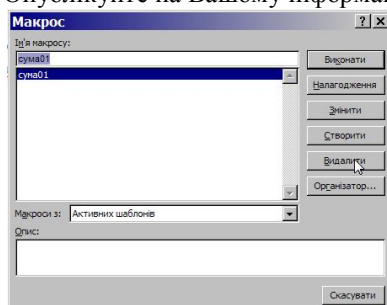 Опублікуйте на Вашому інформа
Макрос
Ім'я макросу:
сума01
сума01
Виконати
Налагодження
Змінити
Створити
Видалити
Організатор...
Макроси з: Активних шаблонів
Опис:
Скасувати